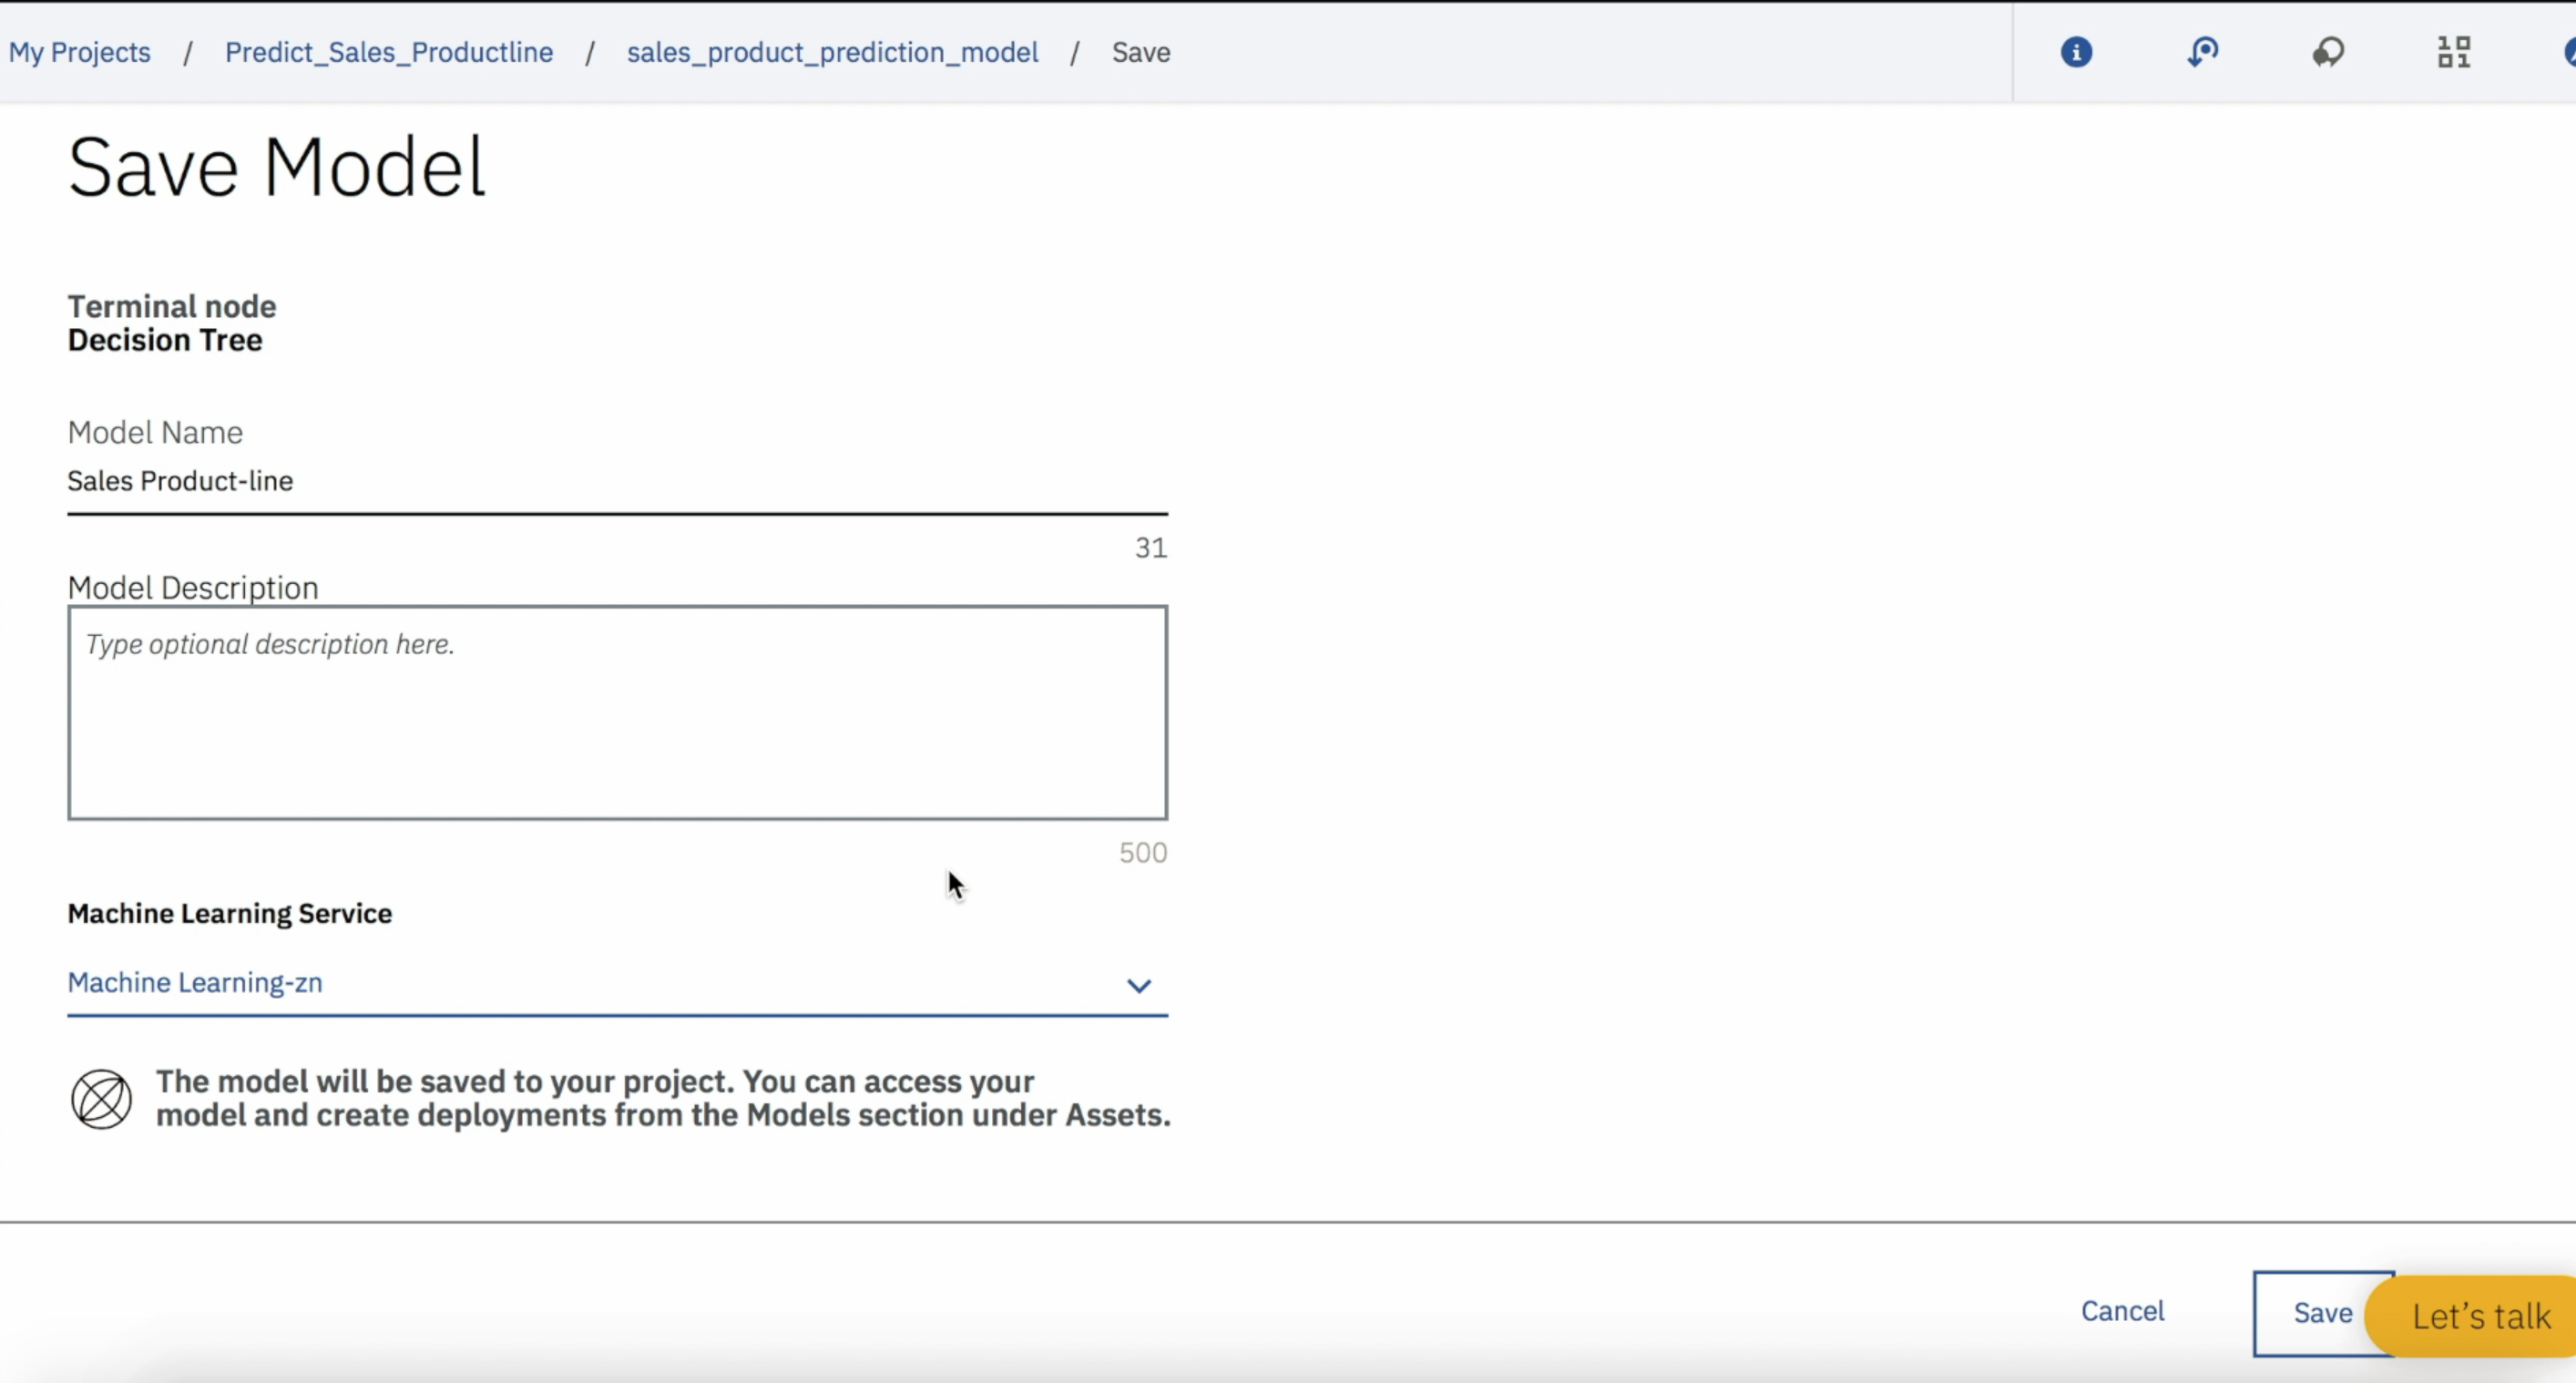 My Projects / Predict_Sales_Productline / sales_product_prediction_model / Save
Save Model
Terminal node
Decision Tree
Model Name
Sales Product-line
31
Model Description
Type optional description here.
500
Machine Learning Service
Machine Learning-zn
The model will be saved to your project. You can access your
model and create deployments from the Models section under Assets.
Cancel
Save
Let's talk